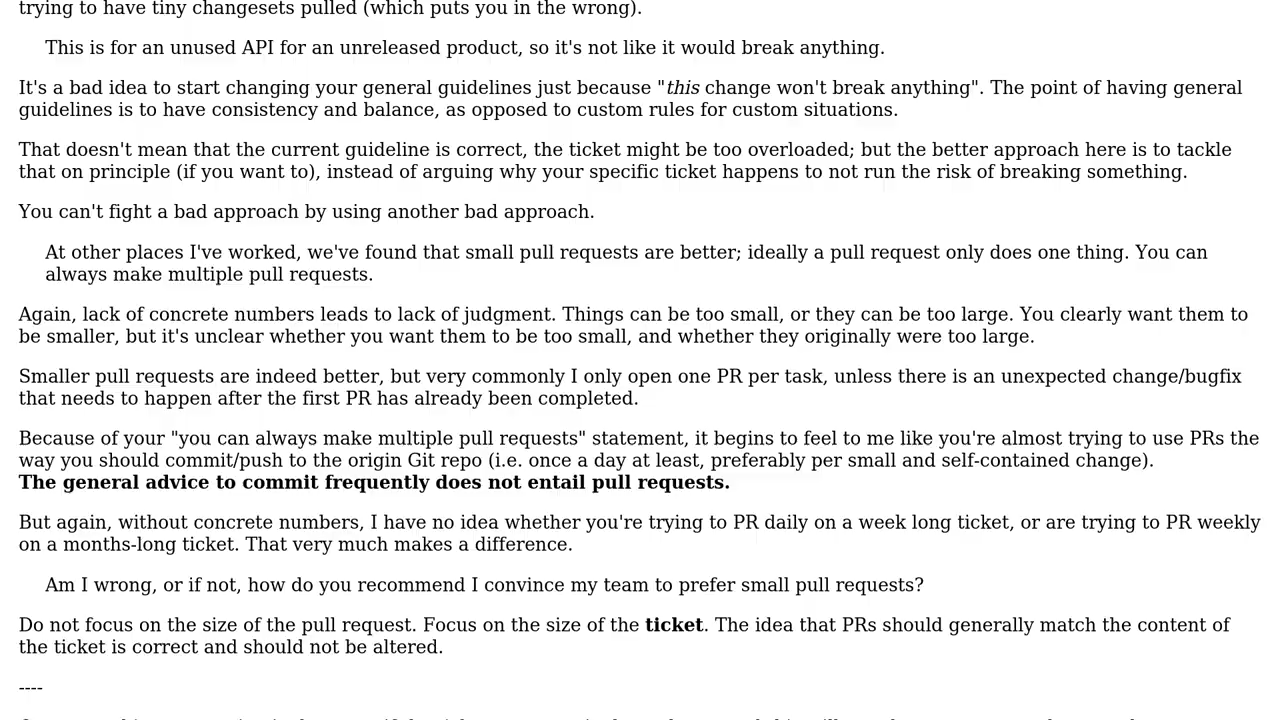 trying to have tiny changesets pulled (which puts you in the wrong).
This is for an unused API for an unreleased product, so it's not like it would break anything.
It's a bad idea to start changing your general guidelines just because "this change won't break anything". The point of having general
guidelines is to have consistency and balance, as opposed to custom rules for custom situations.
That doesn't mean that the current guideline is correct, the ticket might be too overloaded; but the better approach here is to tackle
that on principle (if you want to), instead of arguing why your specific ticket happens to not run the risk of breaking something.
You can't fight a bad approach by using another bad approach.
At other places I've worked, we've found that small pull requests are better; ideally a pull request only does one thing. You can
always make multiple pull requests.
Again, lack of concrete numbers leads to lack of judgment. Things can be too small, or they can be too large. You clearly want them to
be smaller, but it's unclear whether you want them to be too small, and whether they originally were too large.
Smaller pull requests are indeed better, but very commonly I only open one PR per task, unless there is an unexpected change/bugfix
that needs to happen after the first PR has already been completed.
Because of your "you can always make multiple pull requests" statement, it begins to feel to me like you're almost trying to use PRs the
way you should commit/push to the origin Git repo (i.e. once a day at least, preferably per small and self-contained change).
The general advice to commit frequently does not entail pull requests.
But again, without concrete numbers, I have no idea whether you're trying to PR daily on a week long ticket, or are trying to PR weekly
on a months-long ticket. That very much makes a difference.
Am I wrong, or if not, how do you recommend I convince my team to prefer small pull requests?
Do not focus on the size of the pull request. Focus on the size of the ticket. The idea that PRs should generally match the content of
the ticket is correct and should not be altered.
----